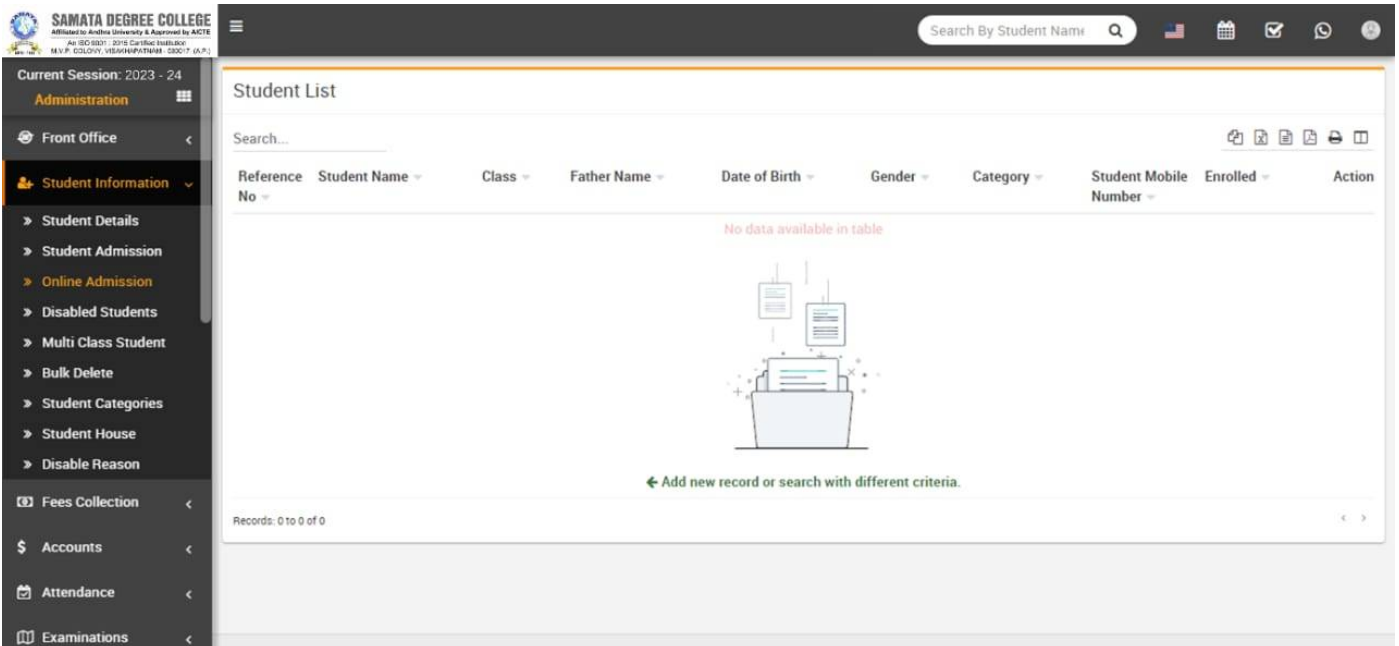 SAMATA DEGREE COLLEGE
Affiliated to Andhra University & Approved by AICTE
An ISO 9001 : 2015 Certified Institution
M.V.P. COLONY, VISAKHAPATNAM - 530017. (A.P.)
Search By Student Name
Current Session: 2023 - 24
Administration
Front Office
Student Information
Student Details
Student Admission
Online Admission
Disabled Students
Multi Class Student
Bulk Delete
Student Categories
Student House
Disable Reason
Fees Collection
$ Accounts
Attendance
Examinations
Student List
Search...
Reference No Student Name Class Father Name Date of Birth Gender Category Student Mobile Number Enrolled Action
No data available in table
Add new record or search with different criteria.
Records: 0 to 0 of 0